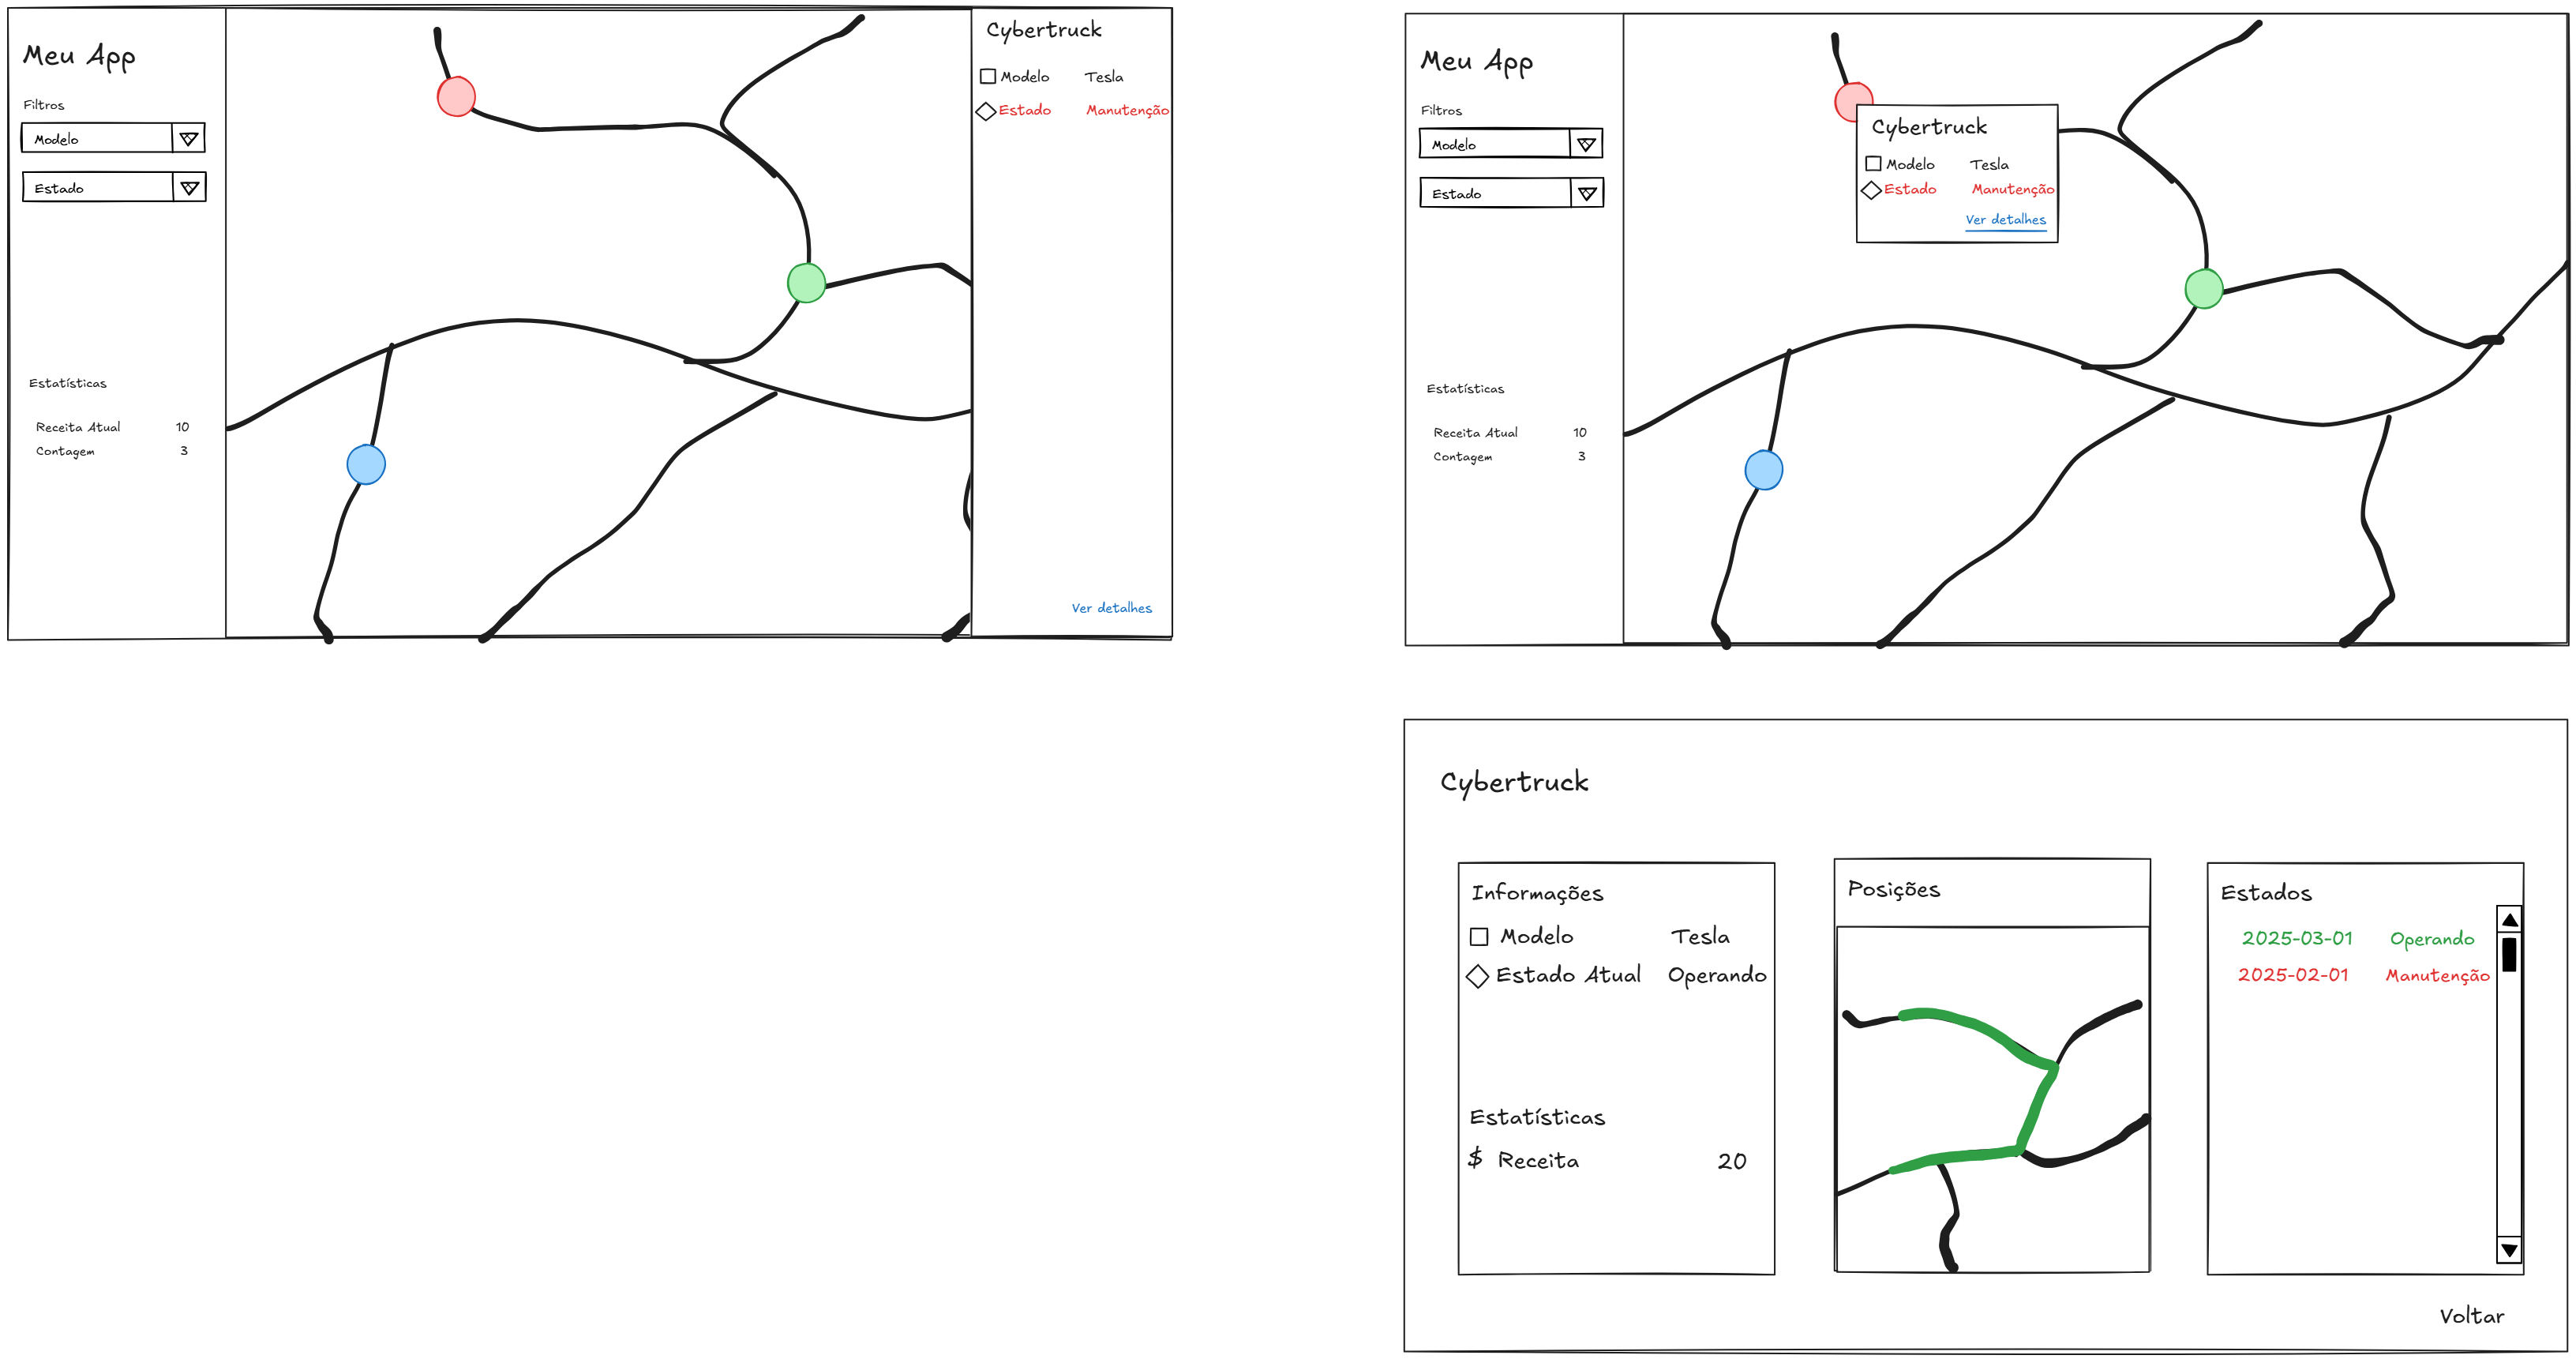 Meu App
Filtros
Modelo
Estado
Estatísticas
Receita Atual 10
Contagem 3
Cybertruck
Modelo Tesla
Estado Manutenção
Ver detalhes
Meu App
Filtros
Modelo
Estado
Estatísticas
Receita Atual 10
Contagem 3
Cybertruck
Modelo Tesla
Estado Manutenção
Ver detalhes
Cybertruck
Informações
Modelo Tesla
Estado Atual Operando
Estatísticas
$ Receita 20
Posições
Estados
2025-03-01 Operando
2025-02-01 Manutenção
Voltar